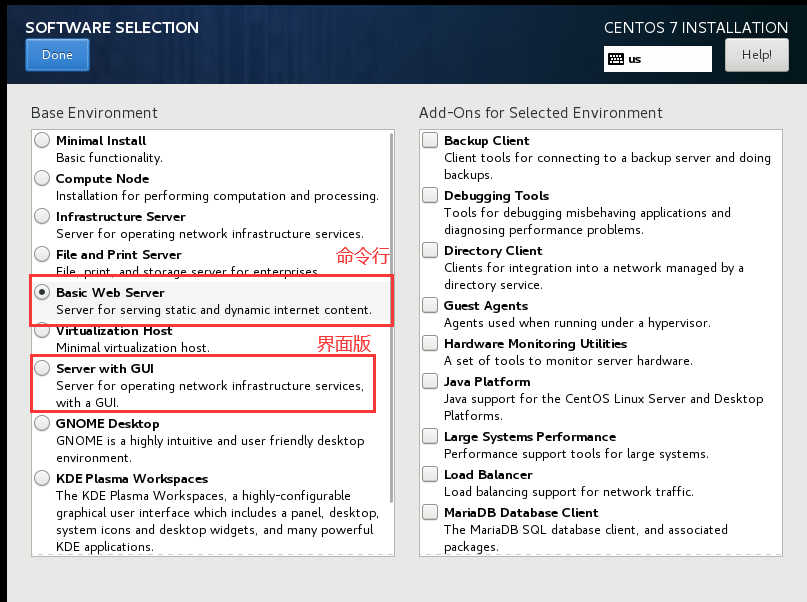 SOFTWARE SELECTION
CENTOS 7 INSTALLATION
Done
us
Help!
Base Environment
Minimal Install
Basic functionality.
Compute Node
Installation for performing computation and processing.
Infrastructure Server
Server for operating network infrastructure services.
File and Print Server
命令行
File, print, and storage server for enterprises.
Basic Web Server
Server for serving static and dynamic internet content.
Virtualization Host
Minimal virtualization host.
界面版
Server with GUI
Server for operating network infrastructure services,
with a GUI.
GNOME Desktop
GNOME is a highly intuitive and user friendly desktop
environment.
KDE Plasma Workspaces
The KDE Plasma Workspaces, a highly-configurable
graphical user interface which includes a panel, desktop,
system icons and desktop widgets, and many powerful
KDE applications.
Add-Ons for Selected Environment
Backup Client
Client tools for connecting to a backup server and doing
backups.
Debugging Tools
Tools for debugging misbehaving applications and
diagnosing performance problems.
Directory Client
Clients for integration into a network managed by a
directory service.
Guest Agents
Agents used when running under a hypervisor.
Hardware Monitoring Utilities
A set of tools to monitor server hardware.
Java Platform
Java support for the CentOS Linux Server and Desktop
Platforms.
Large Systems Performance
Performance support tools for large systems.
Load Balancer
Load balancing support for network traffic.
MariaDB Database Client
The MariaDB SQL database client, and associated
packages.